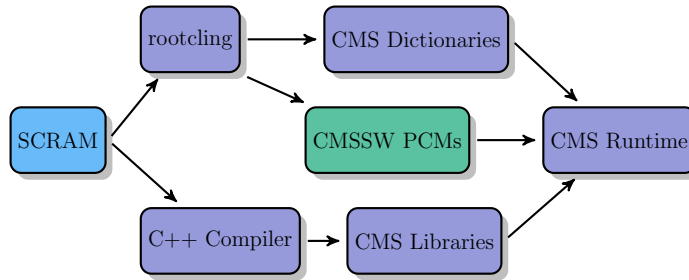 rootcling
CMS Dictionaries
SCRAM
CMSSW PCMs
CMS Runtime
C++ Compiler
CMS Libraries